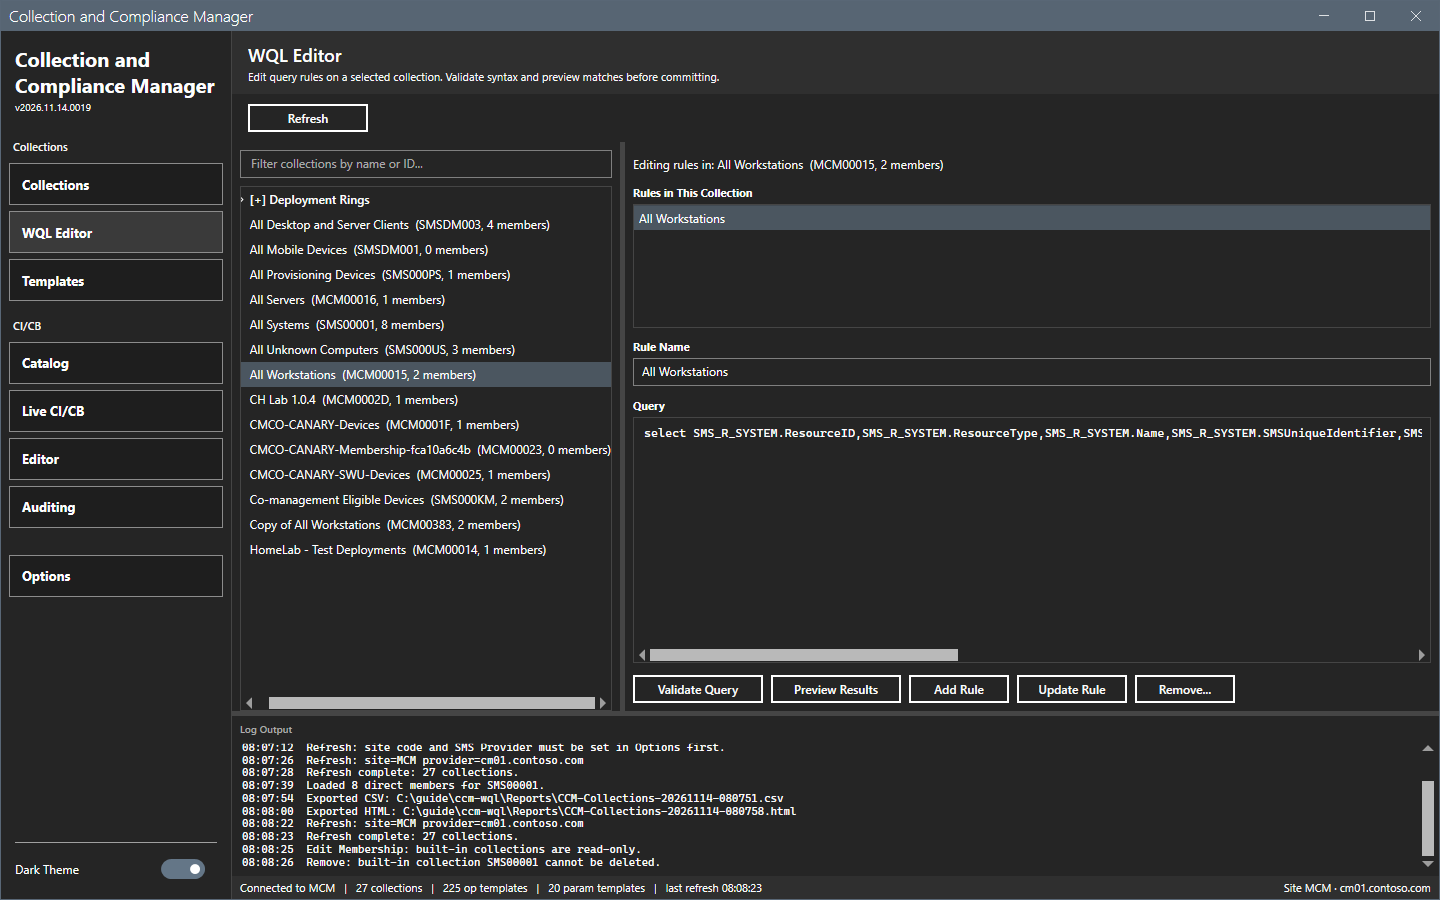 Collection and Compliance Manager
Collection and
Compliance Manager
v2026.11.14.0019
Collections
Collections
WQL Editor
Templates
CI/CB
Catalog
Live CI/CB
Editor
Auditing
Options
Dark Theme
WQL Editor
Edit query rules on a selected collection. Validate syntax and preview matches before committing.
Refresh
Filter collections by name or ID...
[+] Deployment Rings
All Desktop and Server Clients (SMSDM003, 4 members)
All Mobile Devices (SMSDM001, 0 members)
All Provisioning Devices (SMS000PS, 1 members)
All Servers (MCM00016, 1 members)
All Systems (SMS00001, 8 members)
All Unknown Computers (SMS000US, 3 members)
All Workstations (MCM00015, 2 members)
CH Lab 1.0.4 (MCM0002D, 1 members)
CMCO-CANARY-Devices (MCM0001F, 1 members)
CMCO-CANARY-Membership-fca10a6c4b (MCM00023, 0 members)
CMCO-CANARY-SWU-Devices (MCM00025, 1 members)
Co-management Eligible Devices (SMS000KM, 2 members)
Copy of All Workstations (MCM00383, 2 members)
HomeLab - Test Deployments (MCM00014, 1 members)
Editing rules in: All Workstations (MCM00015, 2 members)
Rules in This Collection
All Workstations
Rule Name
All Workstations
Query
select SMS_R_SYSTEM.ResourceID,SMS_R_SYSTEM.ResourceType,SMS_R_SYSTEM.Name,SMS_R_SYSTEM.SMSUniqueIdentifier,SMS
Validate Query
Preview Results
Add Rule
Update Rule
Remove...
Log Output
08:07:12 Refresh: site code and SMS Provider must be set in Options first.
08:07:26 Refresh: site=MCM provider=cm01.contoso.com
08:07:28 Refresh complete: 27 collections.
08:07:39 Loaded 8 direct members for SMS00001.
08:07:54 Exported CSV: C:\guide\ccm-wql\Reports\CCM-Collections-20261114-080751.csv
08:08:00 Exported HTML: C:\guide\ccm-wql\Reports\CCM-Collections-20261114-080758.html
08:08:22 Refresh: site=MCM provider=cm01.contoso.com
08:08:23 Refresh complete: 27 collections.
08:08:25 Edit Membership: built-in collections are read-only.
08:08:26 Remove: built-in collection SMS00001 cannot be deleted.
Connected to MCM | 27 collections | 225 op templates | 20 param templates | last refresh 08:08:23
Site MCM · cm01.contoso.com